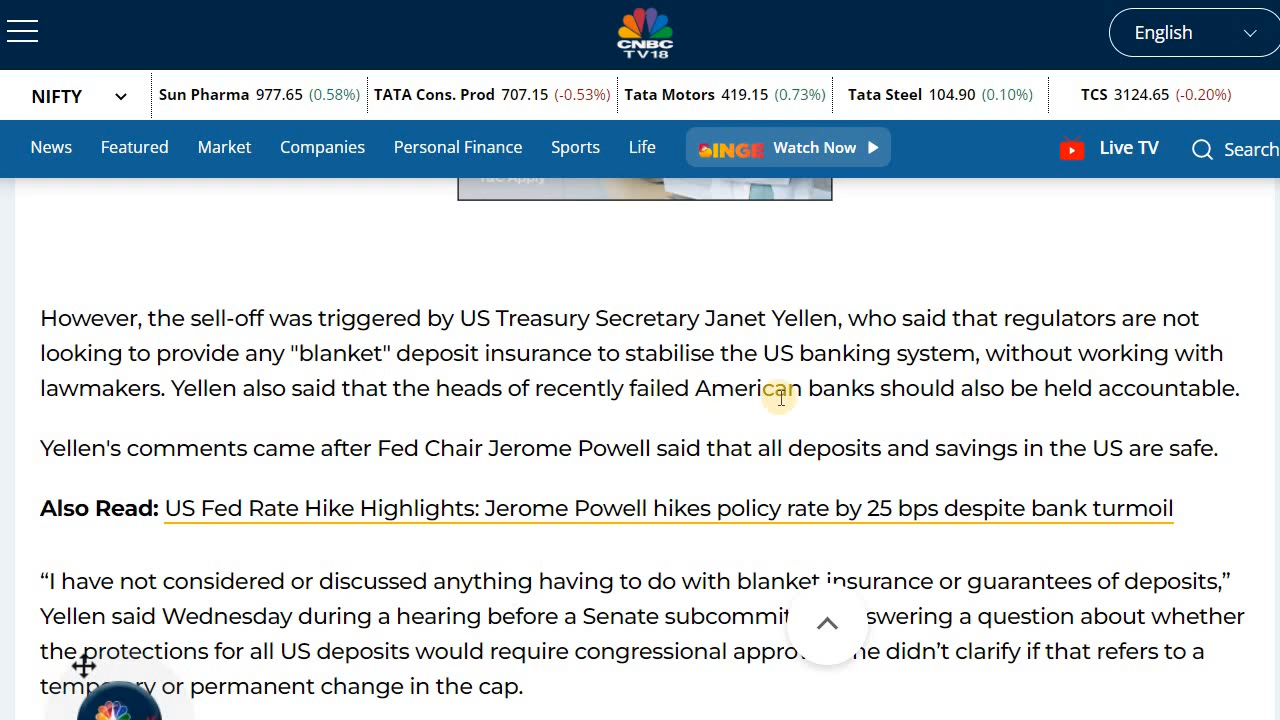 CNBC
TV18
English
NIFTY
Sun Pharma 977.65 (0.58%)
TATA Cons. Prod 707.15 (-0.53%)
Tata Motors 419.15 (0.73%)
Tata Steel 104.90 (0.10%)
TCS 3124.65 (-0.20%)
News
Featured
Market
Companies
Personal Finance
Sports
Life
BINGE Watch Now
Live TV
Search
T&C Apply
However, the sell-off was triggered by US Treasury Secretary Janet Yellen, who said that regulators are not
looking to provide any "blanket" deposit insurance to stabilise the US banking system, without working with
lawmakers. Yellen also said that the heads of recently failed American banks should also be held accountable.
Yellen's comments came after Fed Chair Jerome Powell said that all deposits and savings in the US are safe.
Also Read: US Fed Rate Hike Highlights: Jerome Powell hikes policy rate by 25 bps despite bank turmoil
“I have not considered or discussed anything having to do with blanket insurance or guarantees of deposits,”
Yellen said Wednesday during a hearing before a Senate question about whether
the protections for all US deposits would require congressional didn’t clarify if that refers to a
or permanent change in the cap.